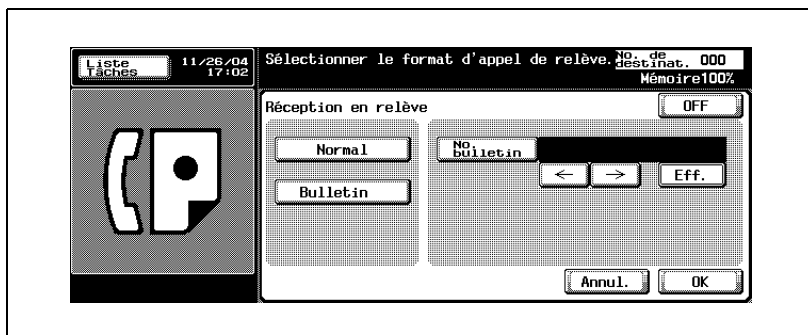 Liste
Tâches
11/26/04
17:02
Sélectionner le format d'appel de relève.
No. de
destinat. 000
Mémoire100%
Réception en relève
OFF
Normal
No.
bulletin
← →
Eff.
Bulletin
Annul.
OK